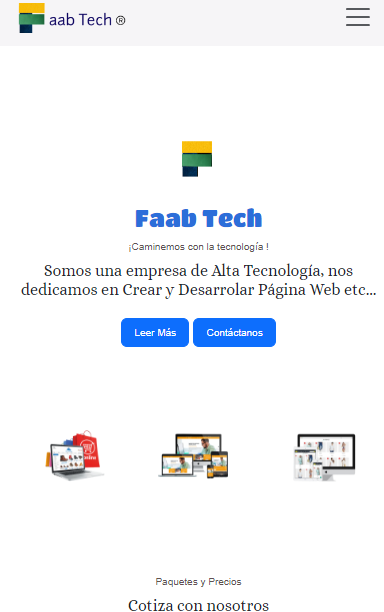 aab Tech ®
Faab Tech
¡Caminemos con la tecnología !
Somos una empresa de Alta Tecnología, nos
dedicamos en Crear y Desarrolar Página Web etc...
Leer Más Contáctanos
Paquetes y Precios
Cotiza con nosotros